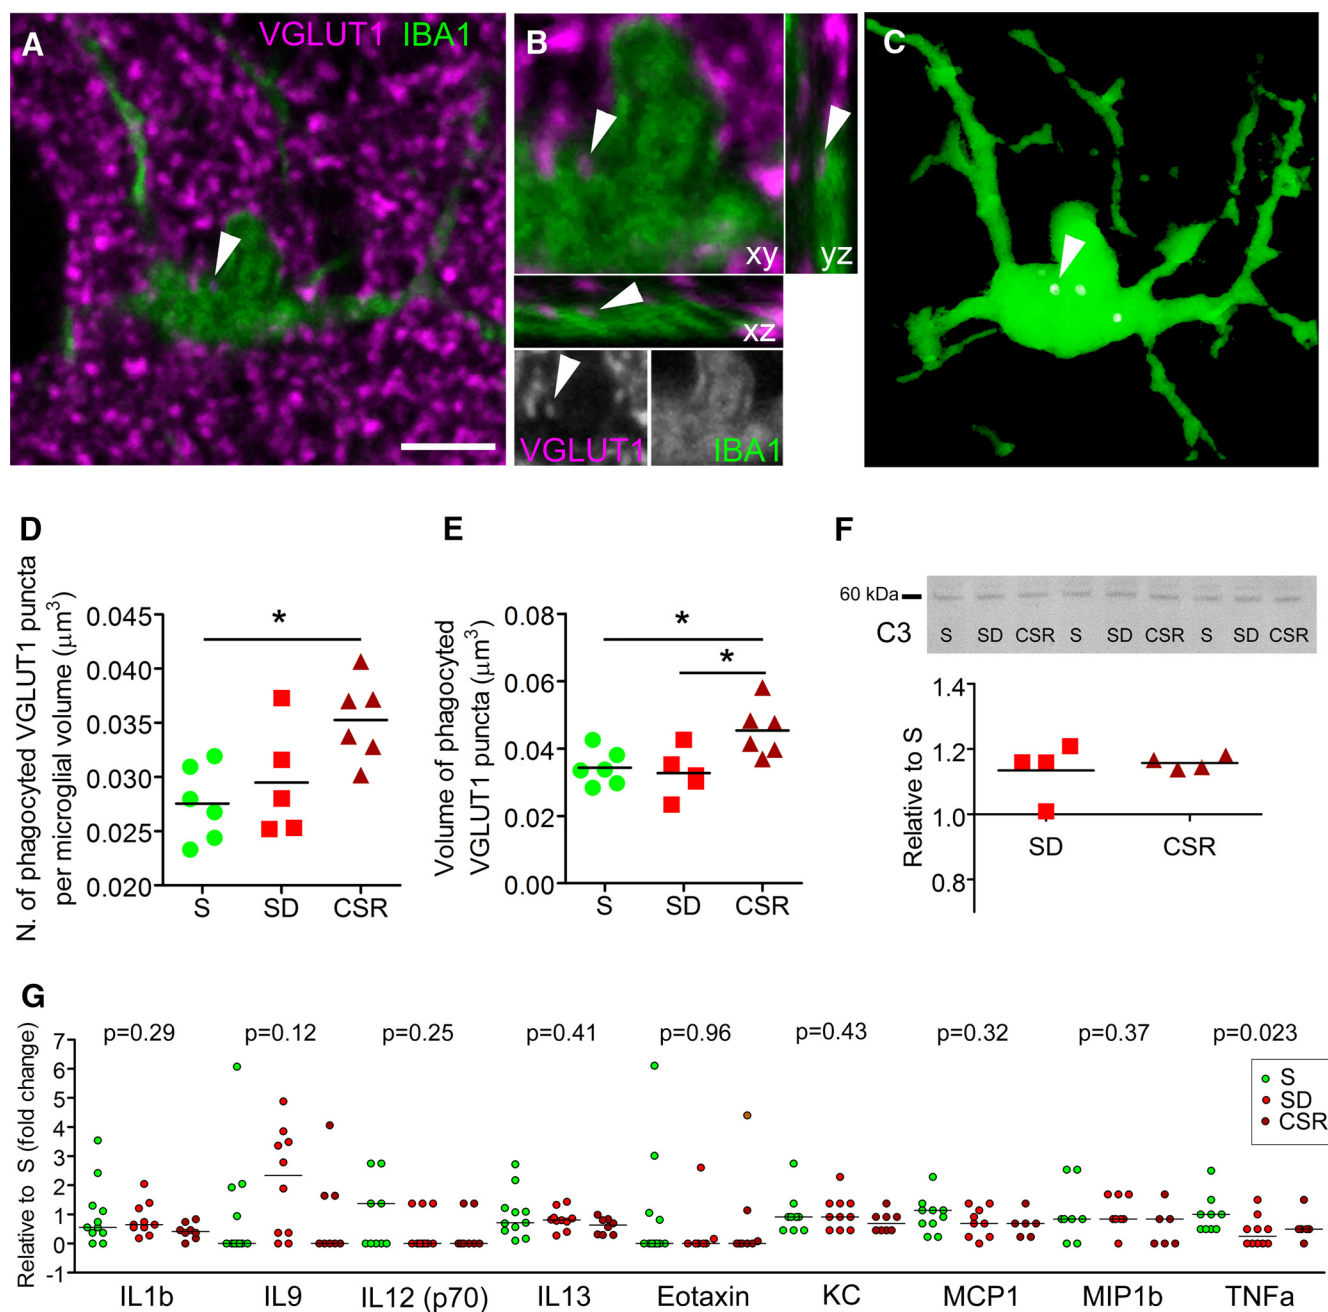 A
VGLUT1 IBA1
B
xy
yz
xz
VGLUT1
IBA1
C
D
N. of phagocyted VGLUT1 puncta
per microglial volume (μm³)
0.045
0.040
0.035
0.030
0.025
0.020
*
S SD CSR
E
Volume of phagocyted
VGLUT1 puncta (μm³)
0.08
0.06
0.04
0.02
0.00
*
*
S SD CSR
F
60 kDa
C3
S SD CSR S SD CSR S SD CSR
Relative to S
1.4
1.2
1.0
0.8
SD CSR
G
Relative to S (fold change)
7
6
5
4
3
2
1
0
-1
p=0.29 p=0.12 p=0.25 p=0.41 p=0.96 p=0.43 p=0.32 p=0.37 p=0.023
S
SD
CSR
IL1b IL9 IL12 (p70) IL13 Eotaxin KC MCP1 MIP1b TNFa